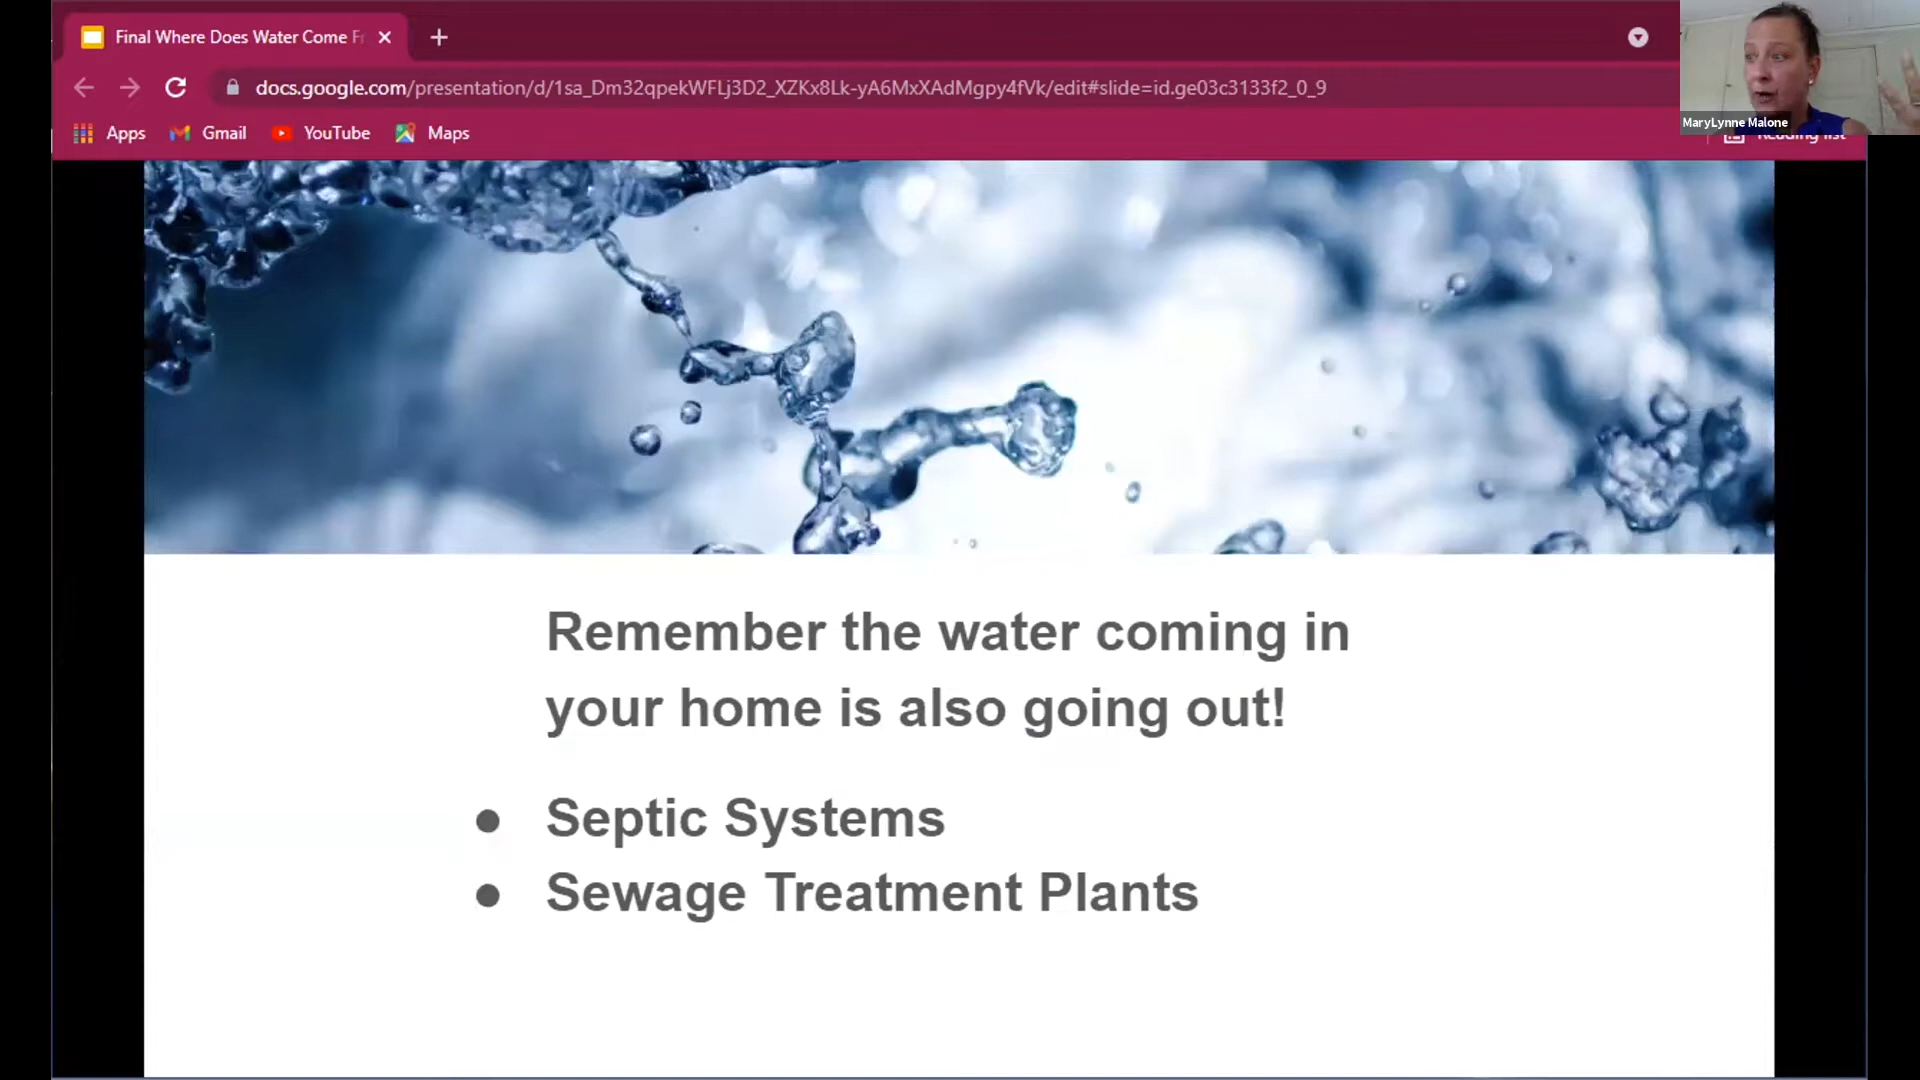 Final Where Does Water Come Fr
docs.google.com/presentation/d/1sa_Dm32qpekWFLj3D2_XZKx8Lk-yA6MxXAdMgpy4fVk/edit#slide=id.ge03c3133f2_0_9
Apps Gmail YouTube Maps
Reading list
MaryLynne Malone
Remember the water coming in
your home is also going out!
● Septic Systems
● Sewage Treatment Plants